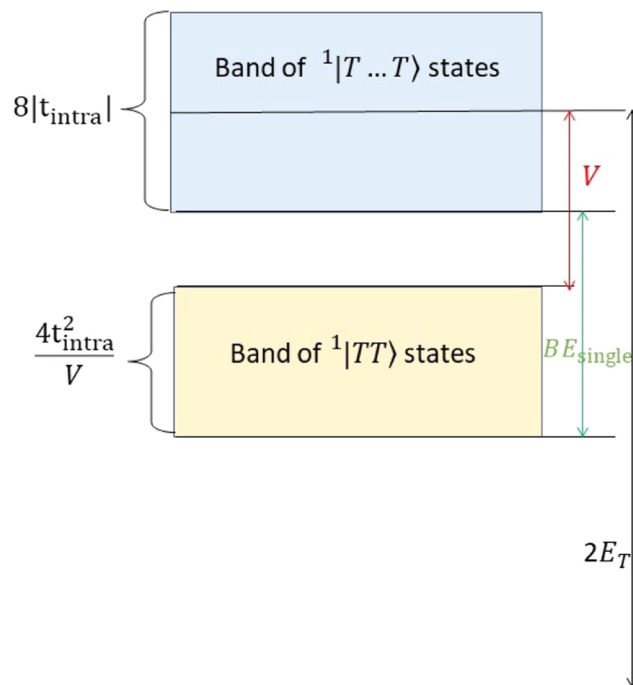 Band of ¹|T …T⟩ states
8|t_intra|
V
4t²_intra
V
Band of ¹|TT⟩ states
BE_single
2E_T